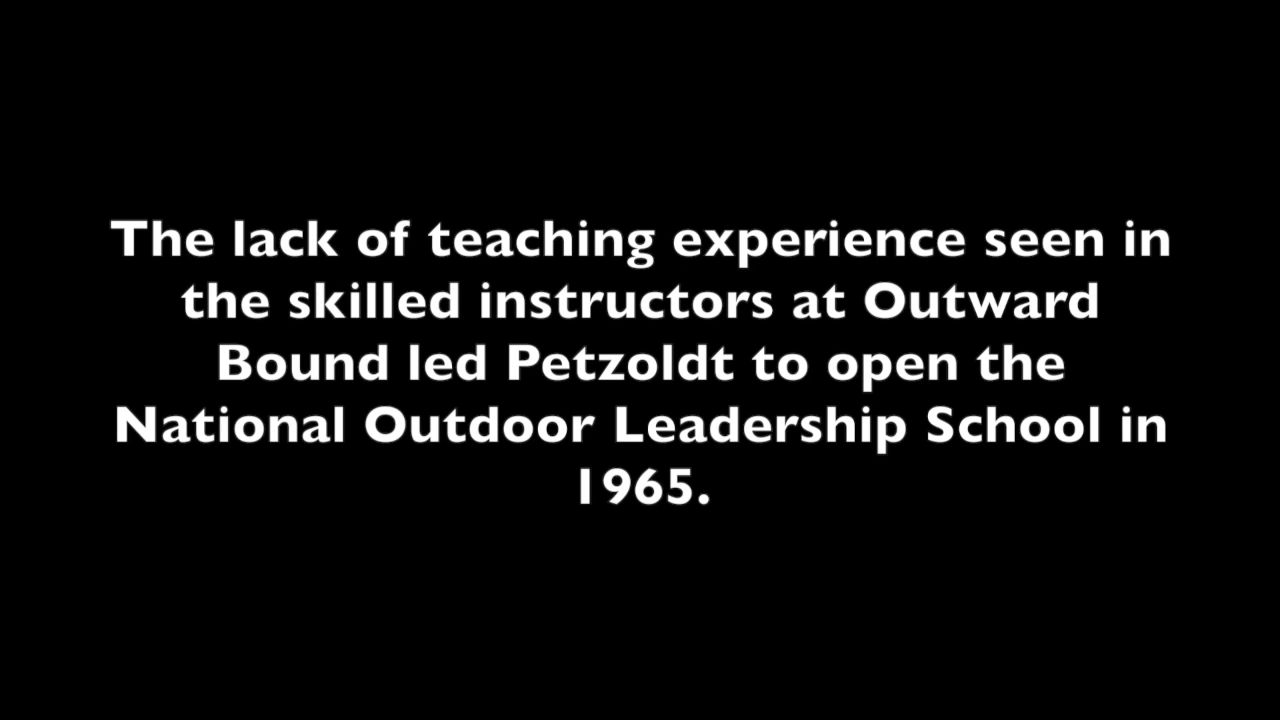 The lack of teaching experience seen in
the skilled instructors at Outward
Bound led Petzoldt to open the
National Outdoor Leadership School in
1965.